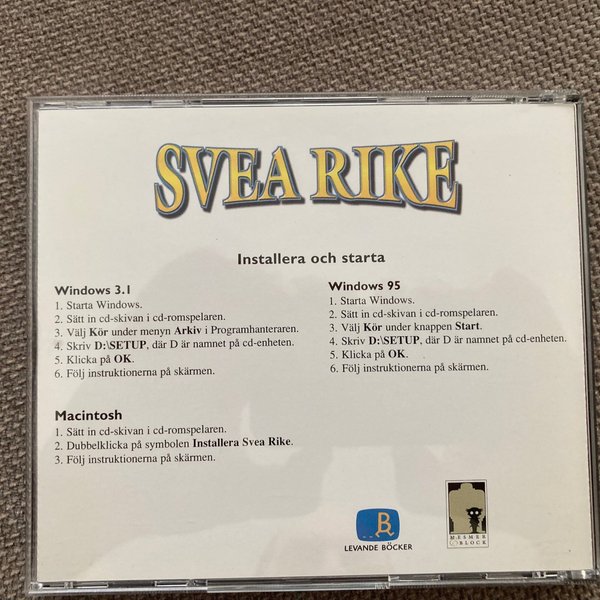 SVEA RIKE
Installera och starta
Windows 3.1
1. Starta Windows.
2. Sätt in cd-skivan i cd-romspelaren.
3. Välj Kör under menyn Arkiv i Programhanteraren.
4. Skriv D:\SETUP, där D är namnet på cd-enheten.
5. Klicka på OK.
6. Följ instruktionerna på skärmen.
Windows 95
1. Starta Windows.
2. Sätt in cd-skivan i cd-romspelaren.
3. Välj Kör under knappen Start.
4. Skriv D:\SETUP, där D är namnet på cd-enheten.
5. Klicka på OK.
6. Följ instruktionerna på skärmen.
Macintosh
1. Sätt in cd-skivan i cd-romspelaren.
2. Dubbelklicka på symbolen Installera Svea Rike.
3. Följ instruktionerna på skärmen.
LEVANDE BÖCKER
MESMER
BLOCK